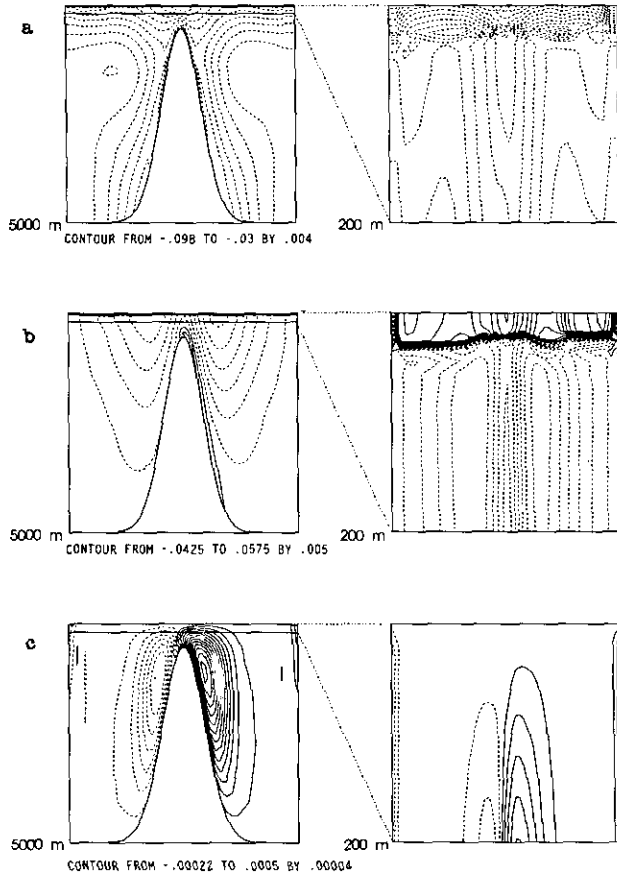 a
5000 m
200 m
CONTOUR FROM -.098 TO -.03 BY .004
b
5000 m
200 m
CONTOUR FROM -.0425 TO .0575 BY .005
c
5000 m
200 m
CONTOUR FROM -.00022 TO .0005 BY .00004